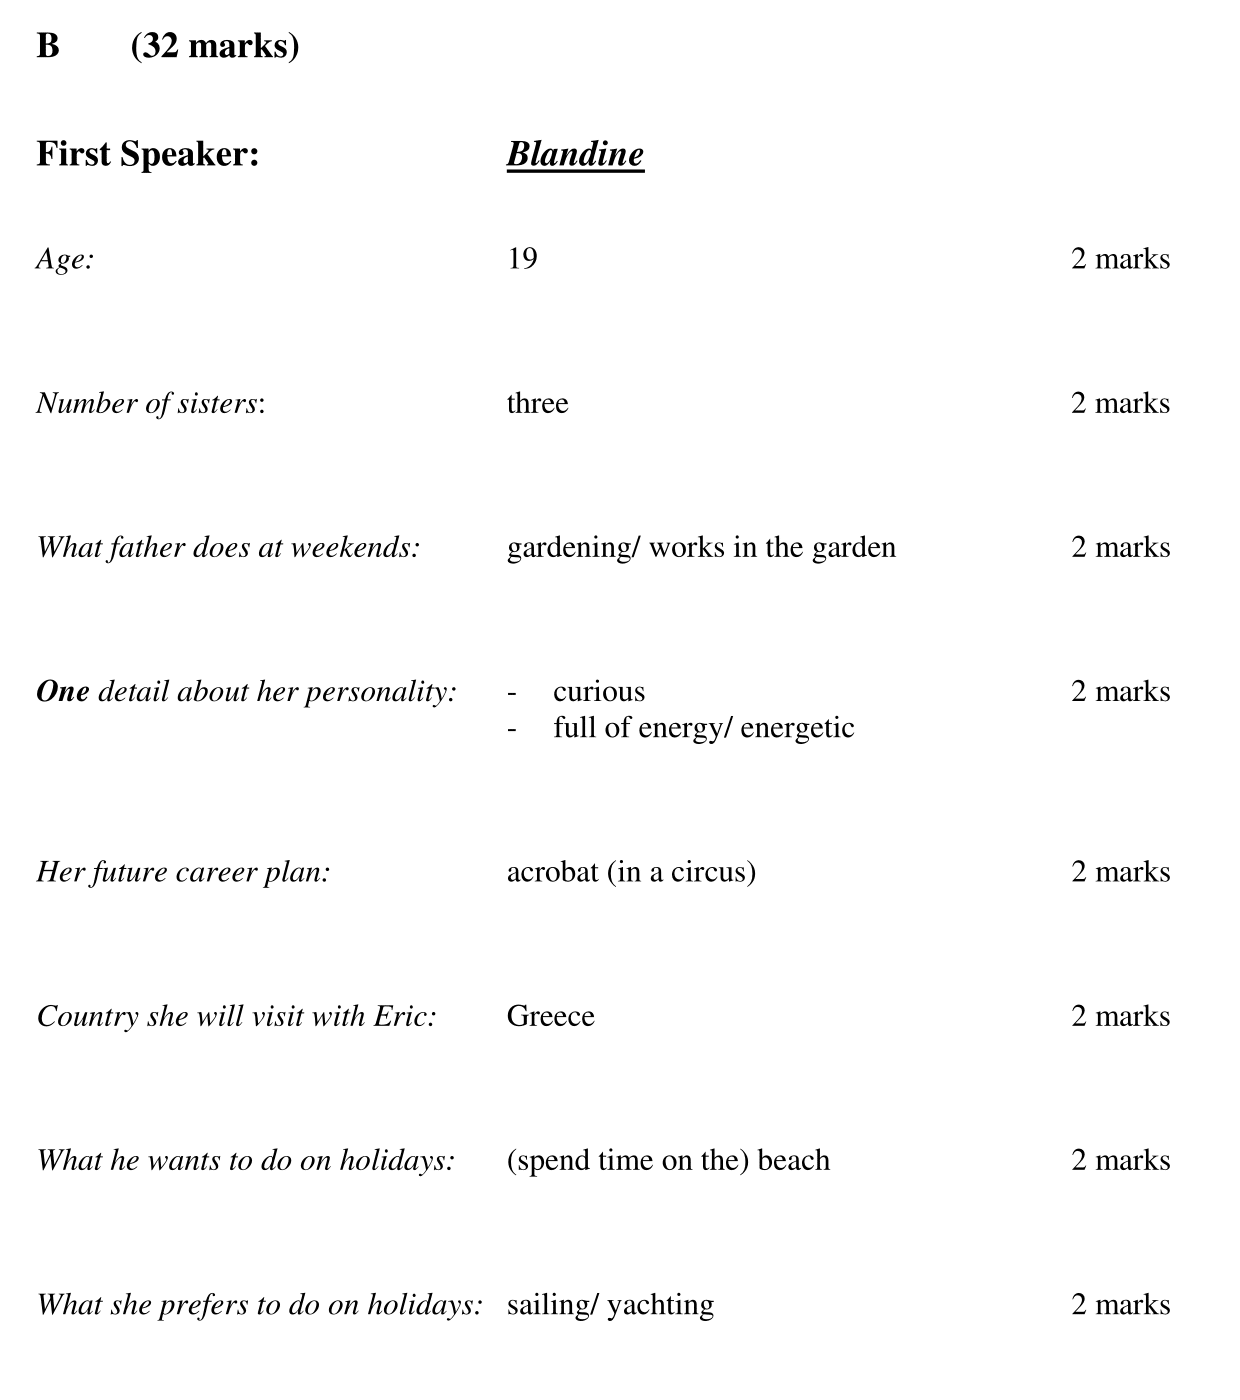 B (32 marks)
First Speaker: Blandine
Age: 19 2 marks
Number of sisters: three 2 marks
What father does at weekends: gardening/ works in the garden 2 marks
One detail about her personality: - curious 2 marks
- full of energy/ energetic
Her future career plan: acrobat (in a circus) 2 marks
Country she will visit with Eric: Greece 2 marks
What he wants to do on holidays: (spend time on the) beach 2 marks
What she prefers to do on holidays: sailing/ yachting 2 marks